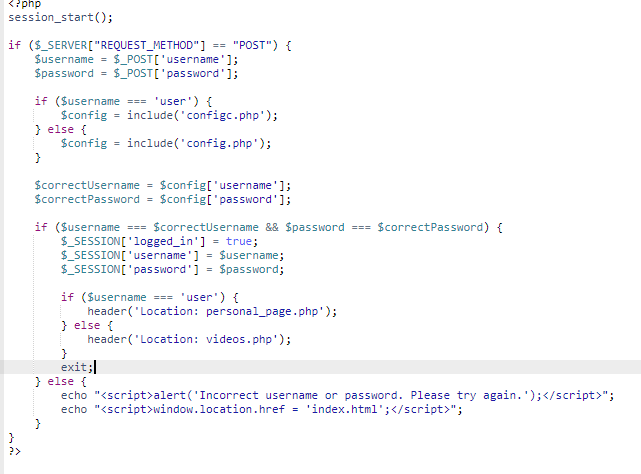 <?php
session_start();

if ($_SERVER["REQUEST_METHOD"] == "POST") {
    $username = $_POST['username'];
    $password = $_POST['password'];

    if ($username === 'user') {
        $config = include('configc.php');
    } else {
        $config = include('config.php');
    }

    $correctUsername = $config['username'];
    $correctPassword = $config['password'];

    if ($username === $correctUsername && $password === $correctPassword) {
        $_SESSION['logged_in'] = true;
        $_SESSION['username'] = $username;
        $_SESSION['password'] = $password;

        if ($username === 'user') {
            header('Location: personal_page.php');
        } else {
            header('Location: videos.php');
        }
        exit;
    } else {
        echo "<script>alert('Incorrect username or password. Please try again.');</script>";
        echo "<script>window.location.href = 'index.html';</script>";
    }
}
?>